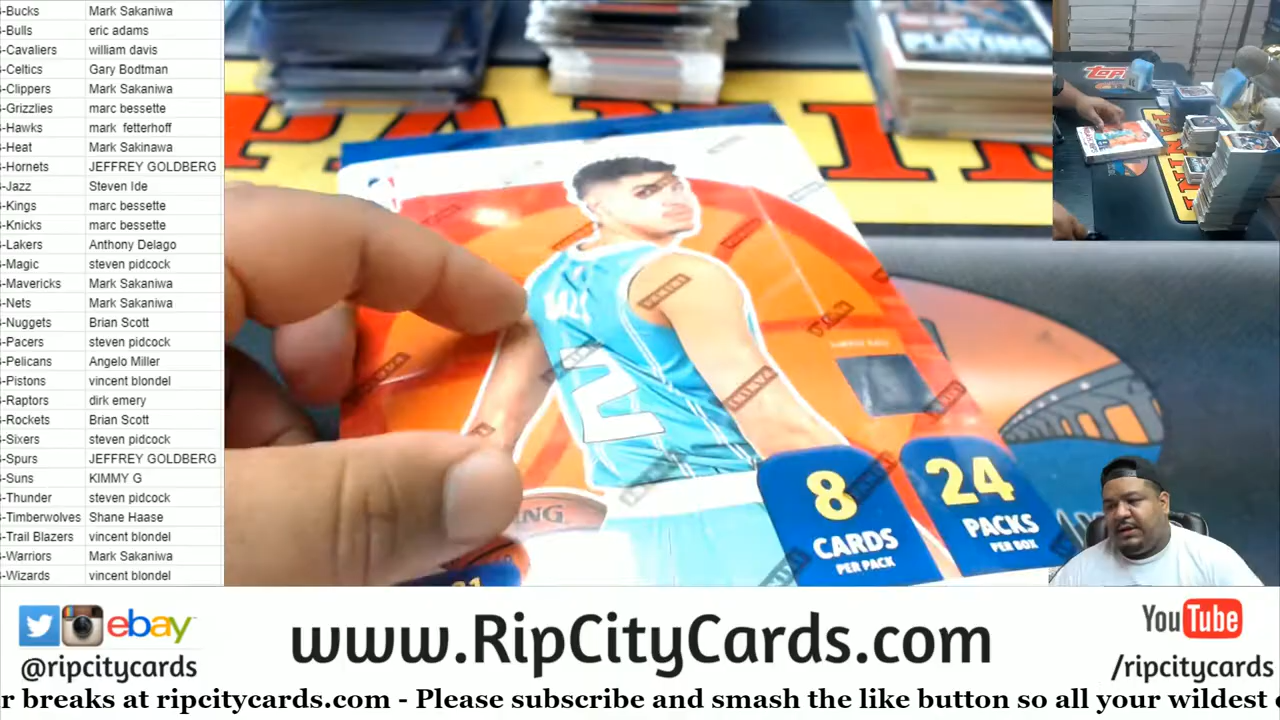 -Bucks Mark Sakaniwa
-Bulls eric adams
-Cavaliers william davis
-Celtics Gary Bodtman
-Clippers Mark Sakaniwa
-Grizzlies marc bessette
-Hawks mark fetterhoff
-Heat Mark Sakinawa
-Hornets JEFFREY GOLDBERG
-Jazz Steven Ide
-Kings marc bessette
-Knicks marc bessette
-Lakers Anthony Delago
-Magic steven pidcock
-Mavericks Mark Sakaniwa
-Nets Mark Sakaniwa
-Nuggets Brian Scott
-Pacers steven pidcock
-Pelicans Angelo Miller
-Pistons vincent blondel
-Raptors dirk emery
-Rockets Brian Scott
-Sixers steven pidcock
-Spurs JEFFREY GOLDBERG
-Suns KIMMY G
-Thunder steven pidcock
-Timberwolves Shane Haase
-Trail Blazers vincent blondel
-Warriors Mark Sakaniwa
-Wizards vincent blondel
PLAYING
PANINI
topps
2
8
CARDS
PER PACK
24
PACKS
PER BOX
ebay
@ripcitycards
www.RipCityCards.com
YouTube
/ripcitycards
r breaks at ripcitycards.com - Please subscribe and smash the like button so all your wildest